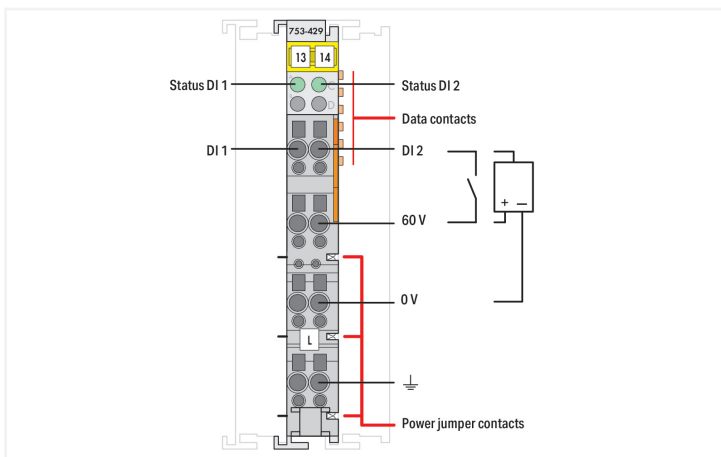 753-429
13 14
Status DI 1
Status DI 2
C
D
Data contacts
DI 1
DI 2
+ –
60 V
0 V
L
Power jumper contacts